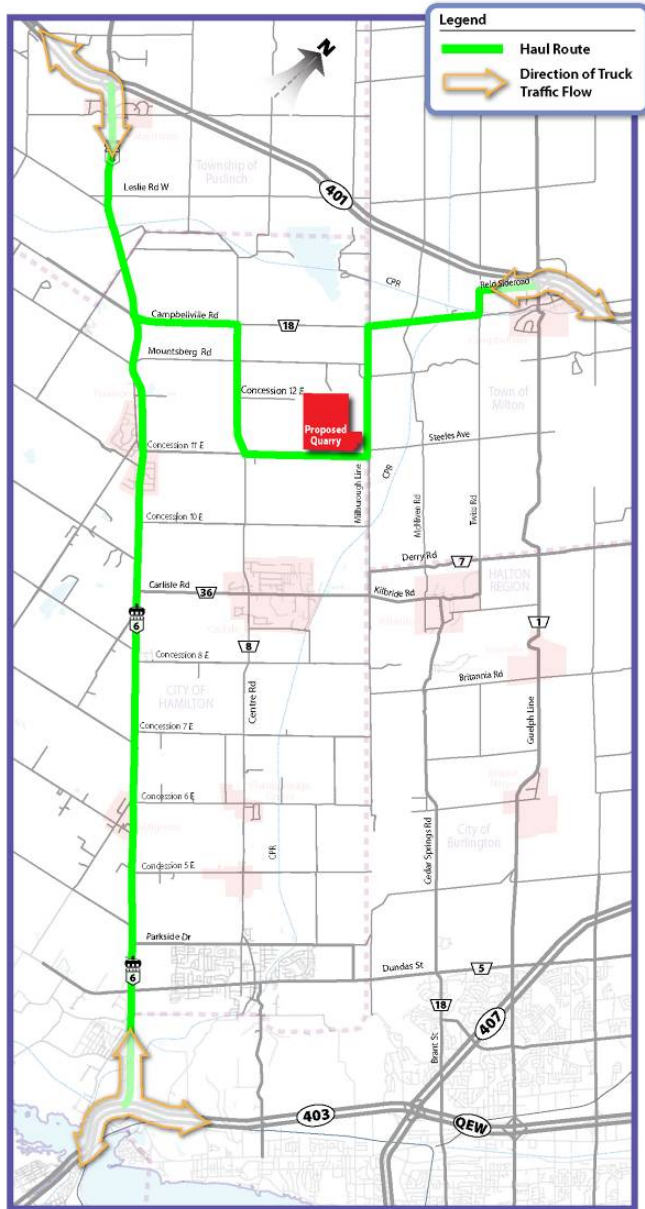 Legend
Haul Route
Direction of Truck
Traffic Flow
N
Township of
Puslinch
Leslie Rd W
401
CPR
Reid Sideroad
Campbellville Rd
18
Mountsberg Rd
Town of
Milton
Concession 12 E
Proposed
Quarry
Steeles Ave
Concession 11 E
Milburough Line
CPR
McNiven Rd
Twiss Rd
Concession 10 E
Derry Rd
7
HALTON
REGION
Carlisle Rd
36
Kilbride Rd
6
8
1
Concession 8 E
Centre Rd
Britannia Rd
CITY OF
HAMILTON
Guelph Line
Concession 7 E
Concession 6 E
Cedar Springs Rd
City of
Burlington
CPR
Concession 5 E
Parkside Dr
Dundas St
5
6
18
407
Brant St
403
QEW